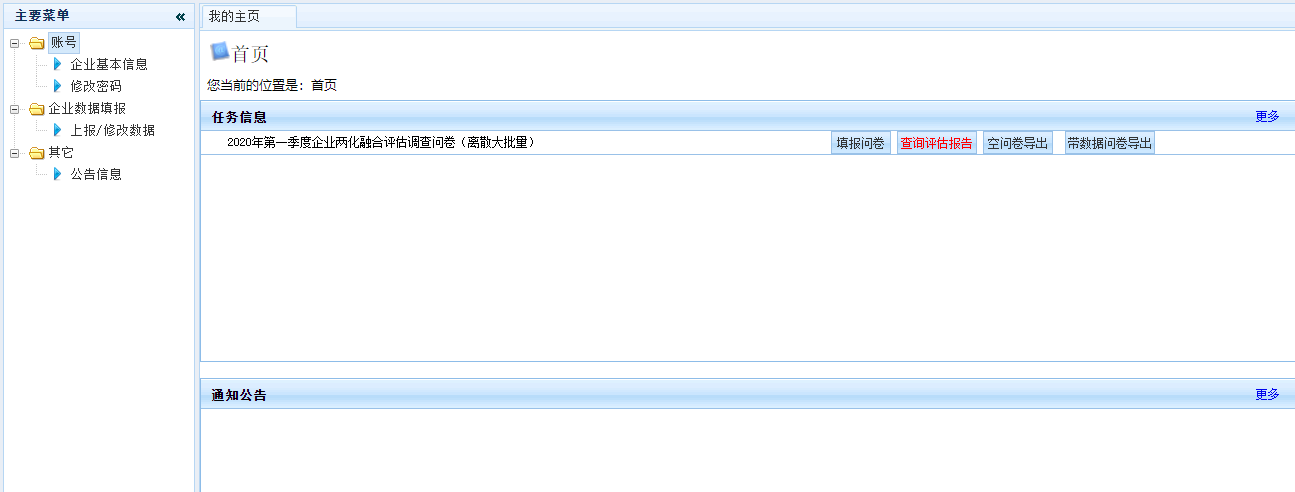 主要菜单
账号
企业基本信息
修改密码
企业数据填报
上报/修改数据
其它
公告信息
我的主页
首页
您当前的位置是: 首页
任务信息 更多
2020年第一季度企业两化融合评估调查问卷（离散大批量） 填报问卷 查询评估报告 空问卷导出 带数据问卷导出
通知公告 更多